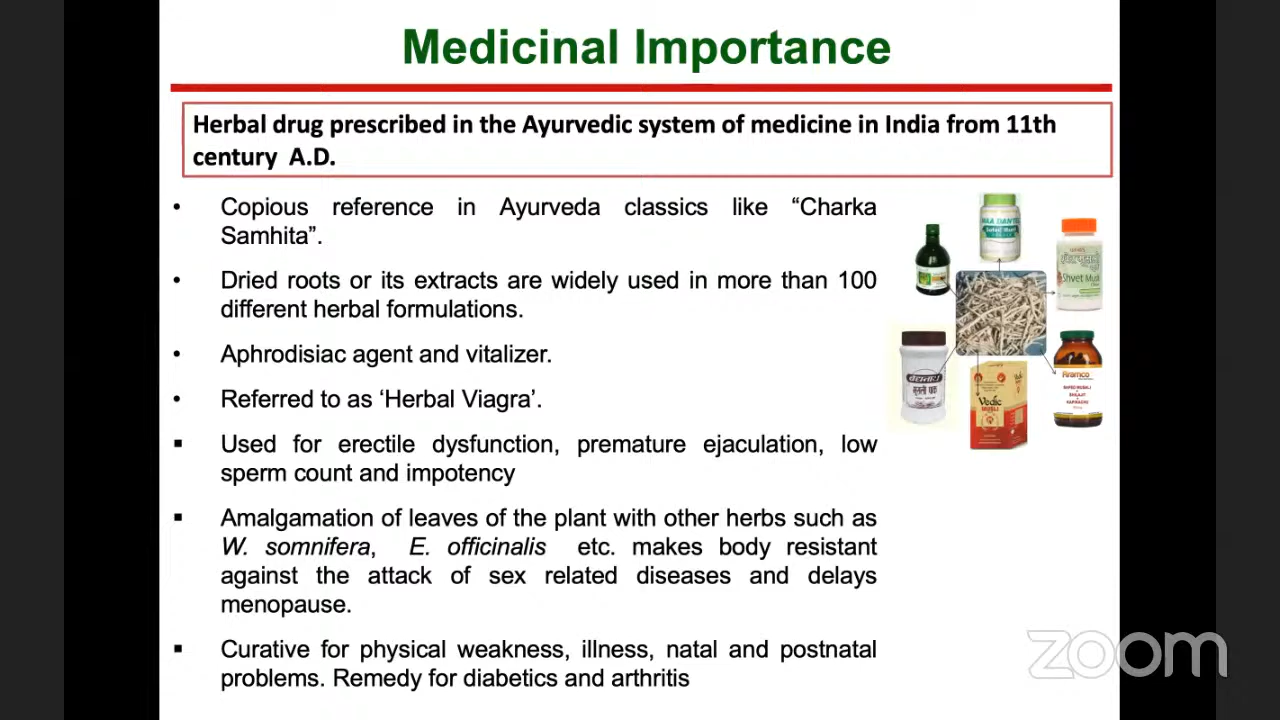 Medicinal Importance
Herbal drug prescribed in the Ayurvedic system of medicine in India from 11th
century A.D.
• Copious reference in Ayurveda classics like “Charka
Samhita”.
• Dried roots or its extracts are widely used in more than 100
different herbal formulations.
• Aphrodisiac agent and vitalizer.
• Referred to as ‘Herbal Viagra’.
▪ Used for erectile dysfunction, premature ejaculation, low
sperm count and impotency
▪ Amalgamation of leaves of the plant with other herbs such as
W. somnifera, E. officinalis etc. makes body resistant
against the attack of sex related diseases and delays
menopause.
▪ Curative for physical weakness, illness, natal and postnatal
problems. Remedy for diabetics and arthritis
Shvet
Vedic
zoom